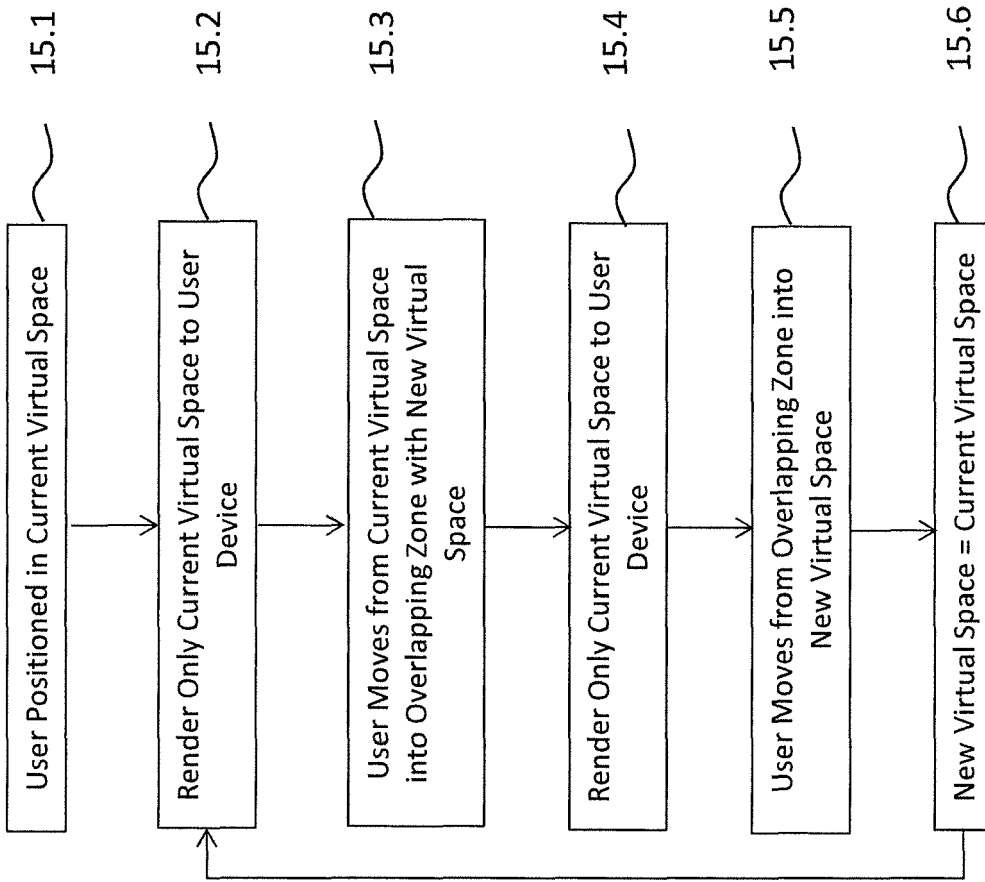 User Positioned in Current Virtual Space
15.1
Render Only Current Virtual Space to User
Device
15.2
User Moves from Current Virtual Space
into Overlapping Zone with New Virtual
Space
15.3
Render Only Current Virtual Space to User
Device
15.4
User Moves from Overlapping Zone into
New Virtual Space
15.5
New Virtual Space = Current Virtual Space
15.6